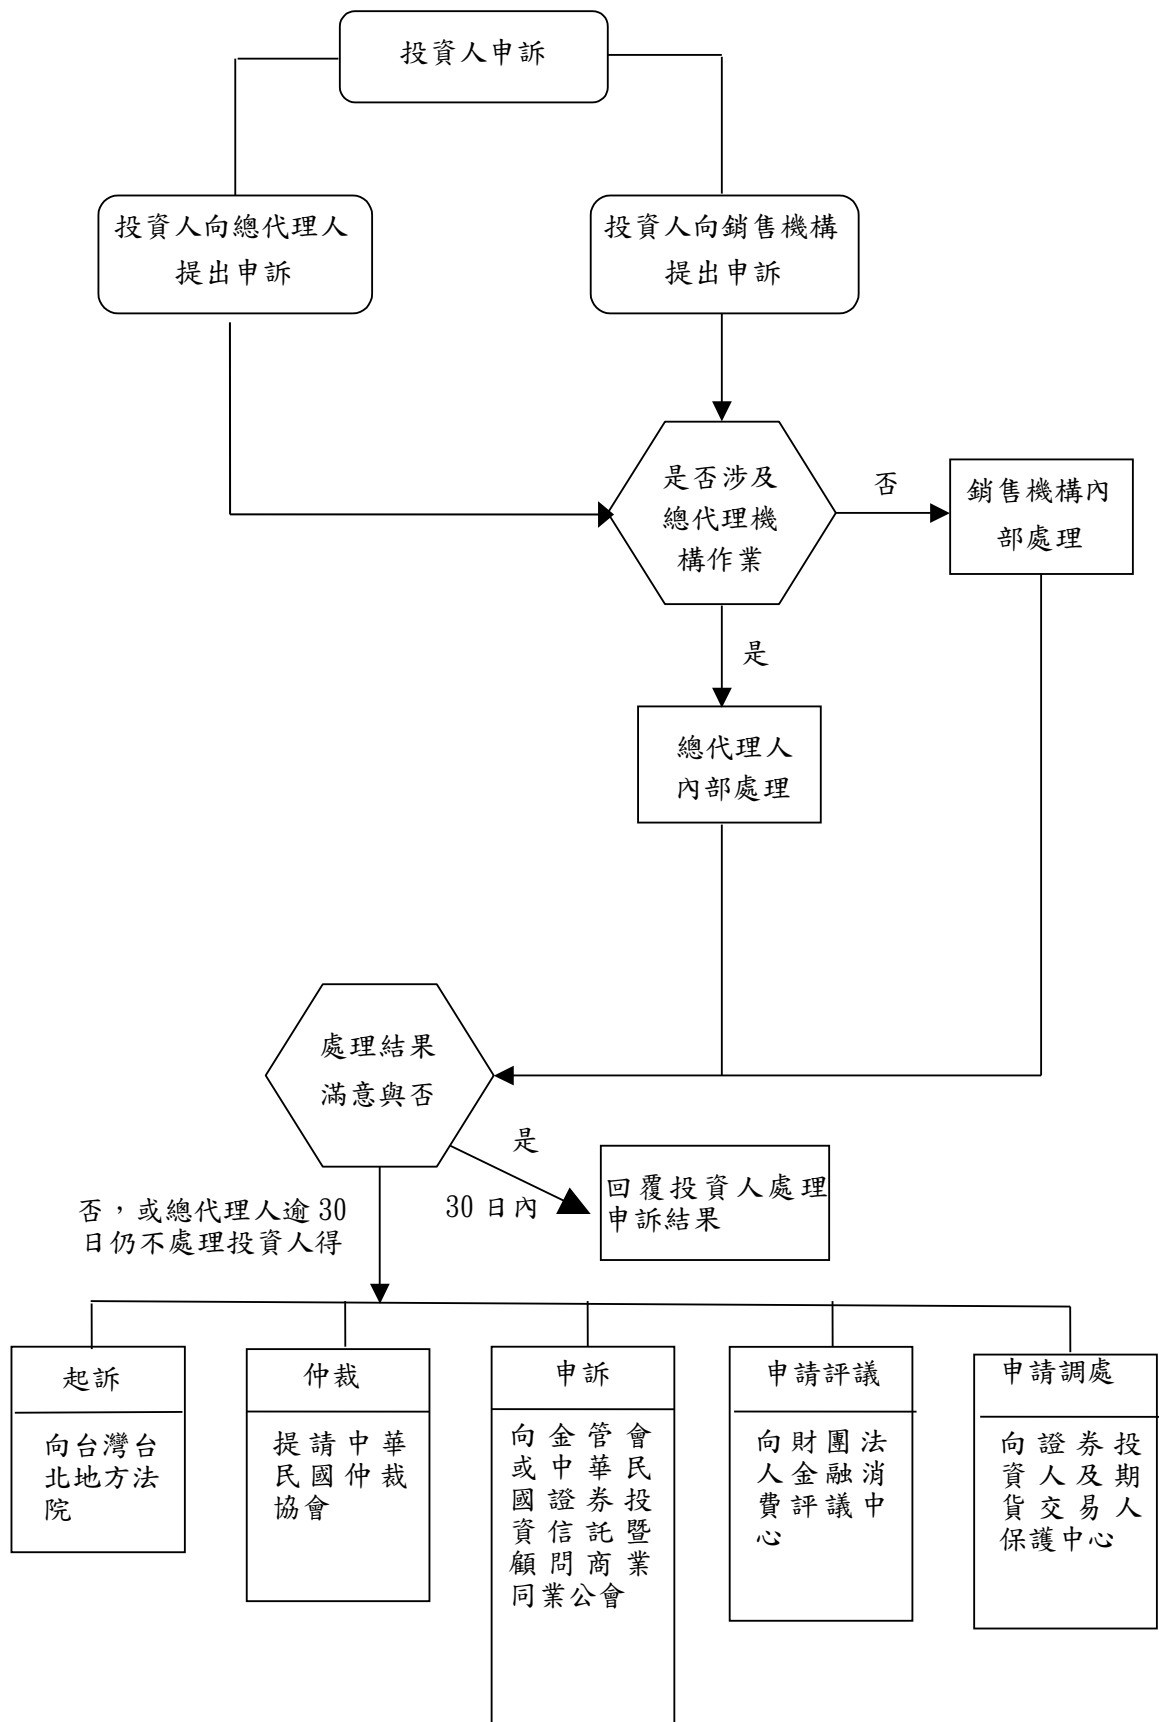 投資人申訴
投資人向總代理人
提出申訴
投資人向銷售機構
提出申訴
是否涉及
總代理機
構作業
否
銷售機構內
部處理
是
總代理人
內部處理
處理結果
滿意與否
是
30 日內
回覆投資人處理
申訴結果
否，或總代理人逾 30
日仍不處理投資人得
起訴
向台灣台
北地方法
院
仲裁
提請中華
民國仲裁
協會
申訴
向金管會
或中華民
國證券投
資信託暨
顧問商業
同業公會
申請評議
向財團法
人金融消
費評議中
心
申請調處
向證券投
資人及期
貨交易人
保護中心